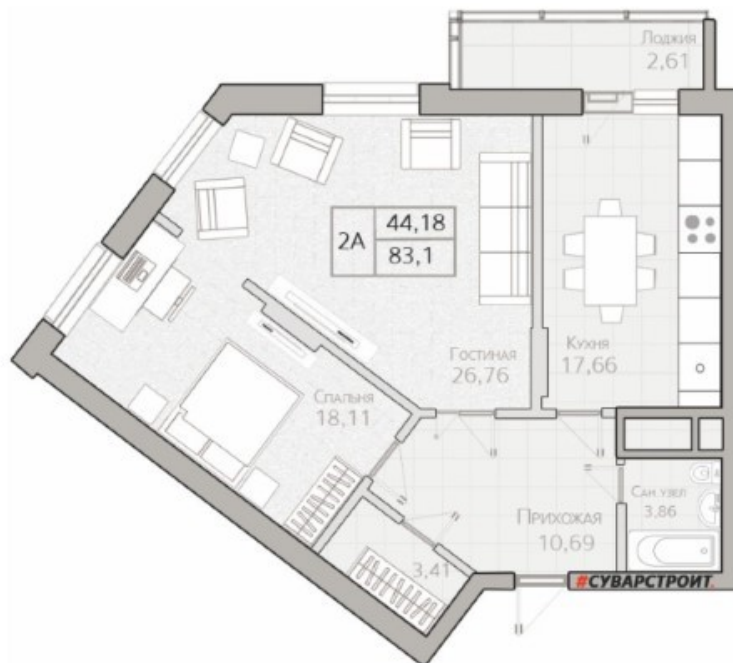 Лоджия
2,61
2А
44,18
83,1
Гостиная
26,76
Кухня
17,66
Спальня
18,11
Прихожая
10,69
Сан.узел
3,86
3,41
#СУВАРСТРОИТ.